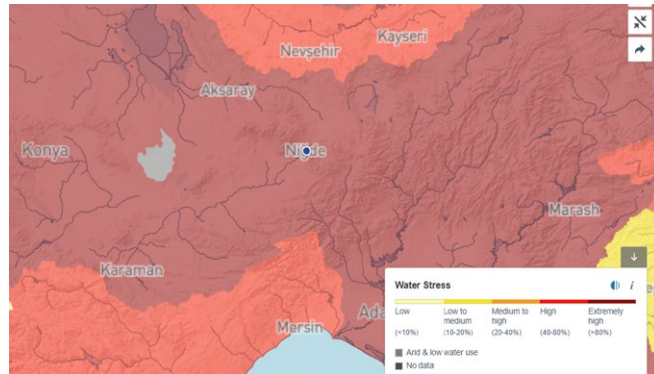 Nevşehir
Kayseri
Aksaray
Konya
Niğde
Marash
Karaman
Mersin
Ada
Water Stress
i
Low
Low to medium
Medium to high
High
Extremely high
(<10%)
(10-20%)
(20-40%)
(40-80%)
(>80%)
Arid & low water use
No data